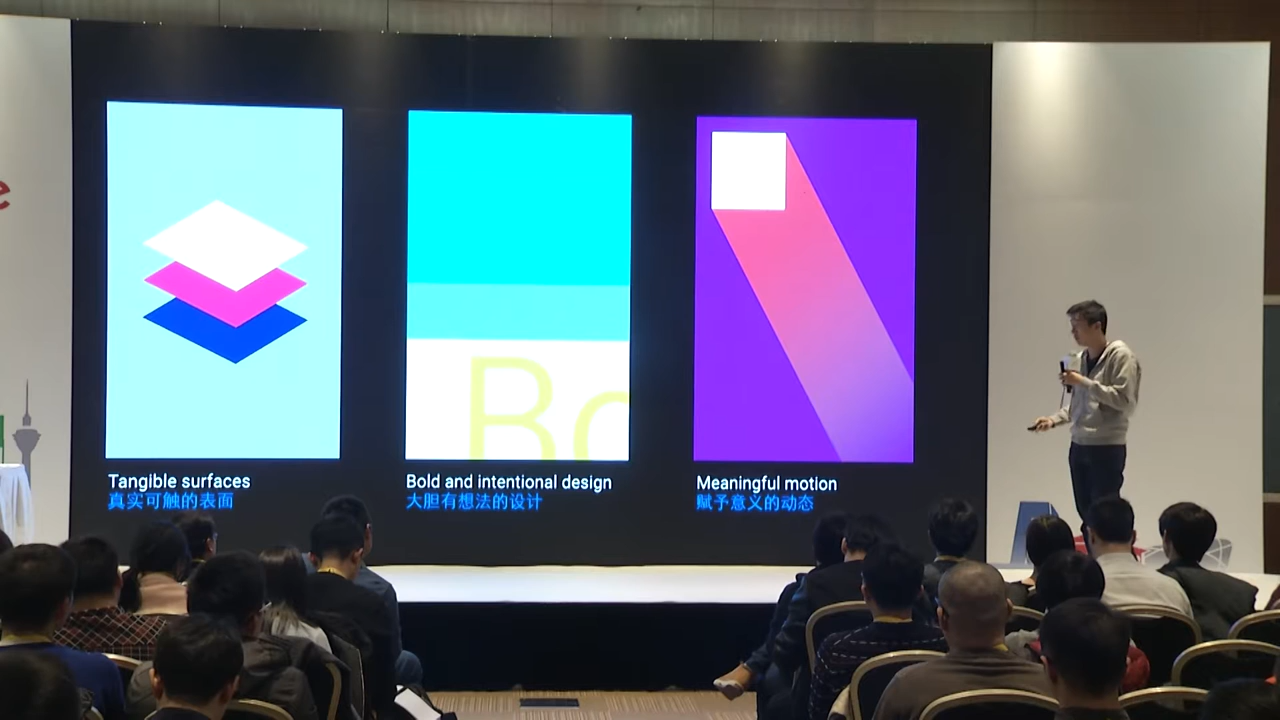 e
Bo
Tangible surfaces
真实可触的表面
Bold and intentional design
大胆有想法的设计
Meaningful motion
赋予意义的动态